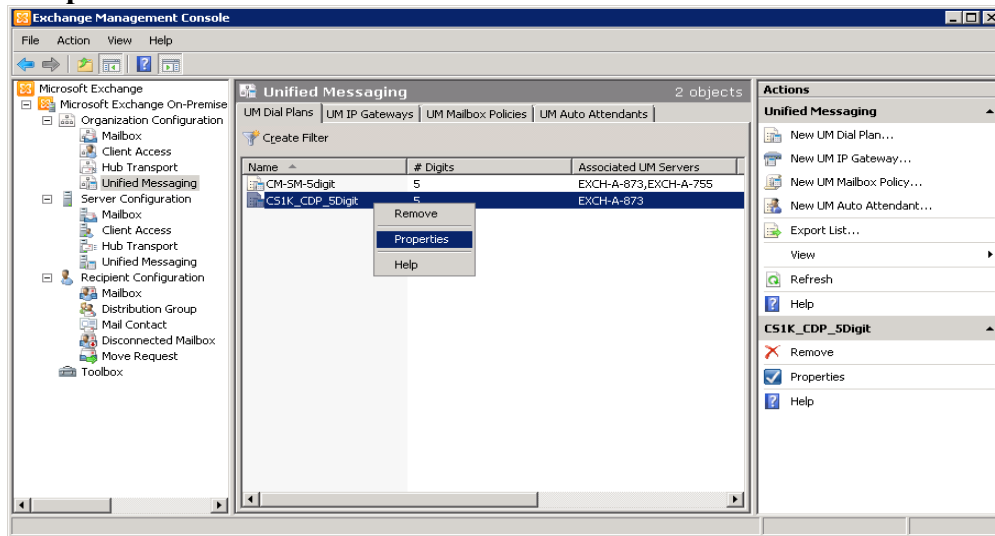 Exchange Management Console
File Action View Help
Microsoft Exchange
Microsoft Exchange On-Premise
Organization Configuration
Mailbox
Client Access
Hub Transport
Unified Messaging
Server Configuration
Mailbox
Client Access
Hub Transport
Unified Messaging
Recipient Configuration
Mailbox
Distribution Group
Mail Contact
Disconnected Mailbox
Move Request
Toolbox
Unified Messaging 2 objects
UM Dial Plans UM IP Gateways UM Mailbox Policies UM Auto Attendants
Create Filter
Name # Digits Associated UM Servers
CM-SM-5digit 5 EXCH-A-873,EXCH-A-755
CS1K_CDP_5Digit 5 EXCH-A-873
Remove
Properties
Help
Actions
Unified Messaging
New UM Dial Plan...
New UM IP Gateway...
New UM Mailbox Policy...
New UM Auto Attendant...
Export List...
View
Refresh
Help
CS1K_CDP_5Digit
Remove
Properties
Help